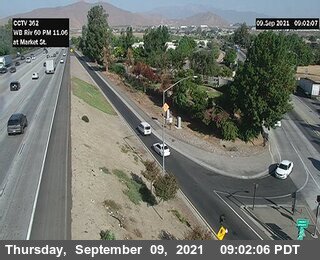 CCTV 362
WB Riv 60 PM 11.06
at Market St.
09.Sep 2021 09:02:07
Thursday, September 09, 2021 09:02:06 PDT